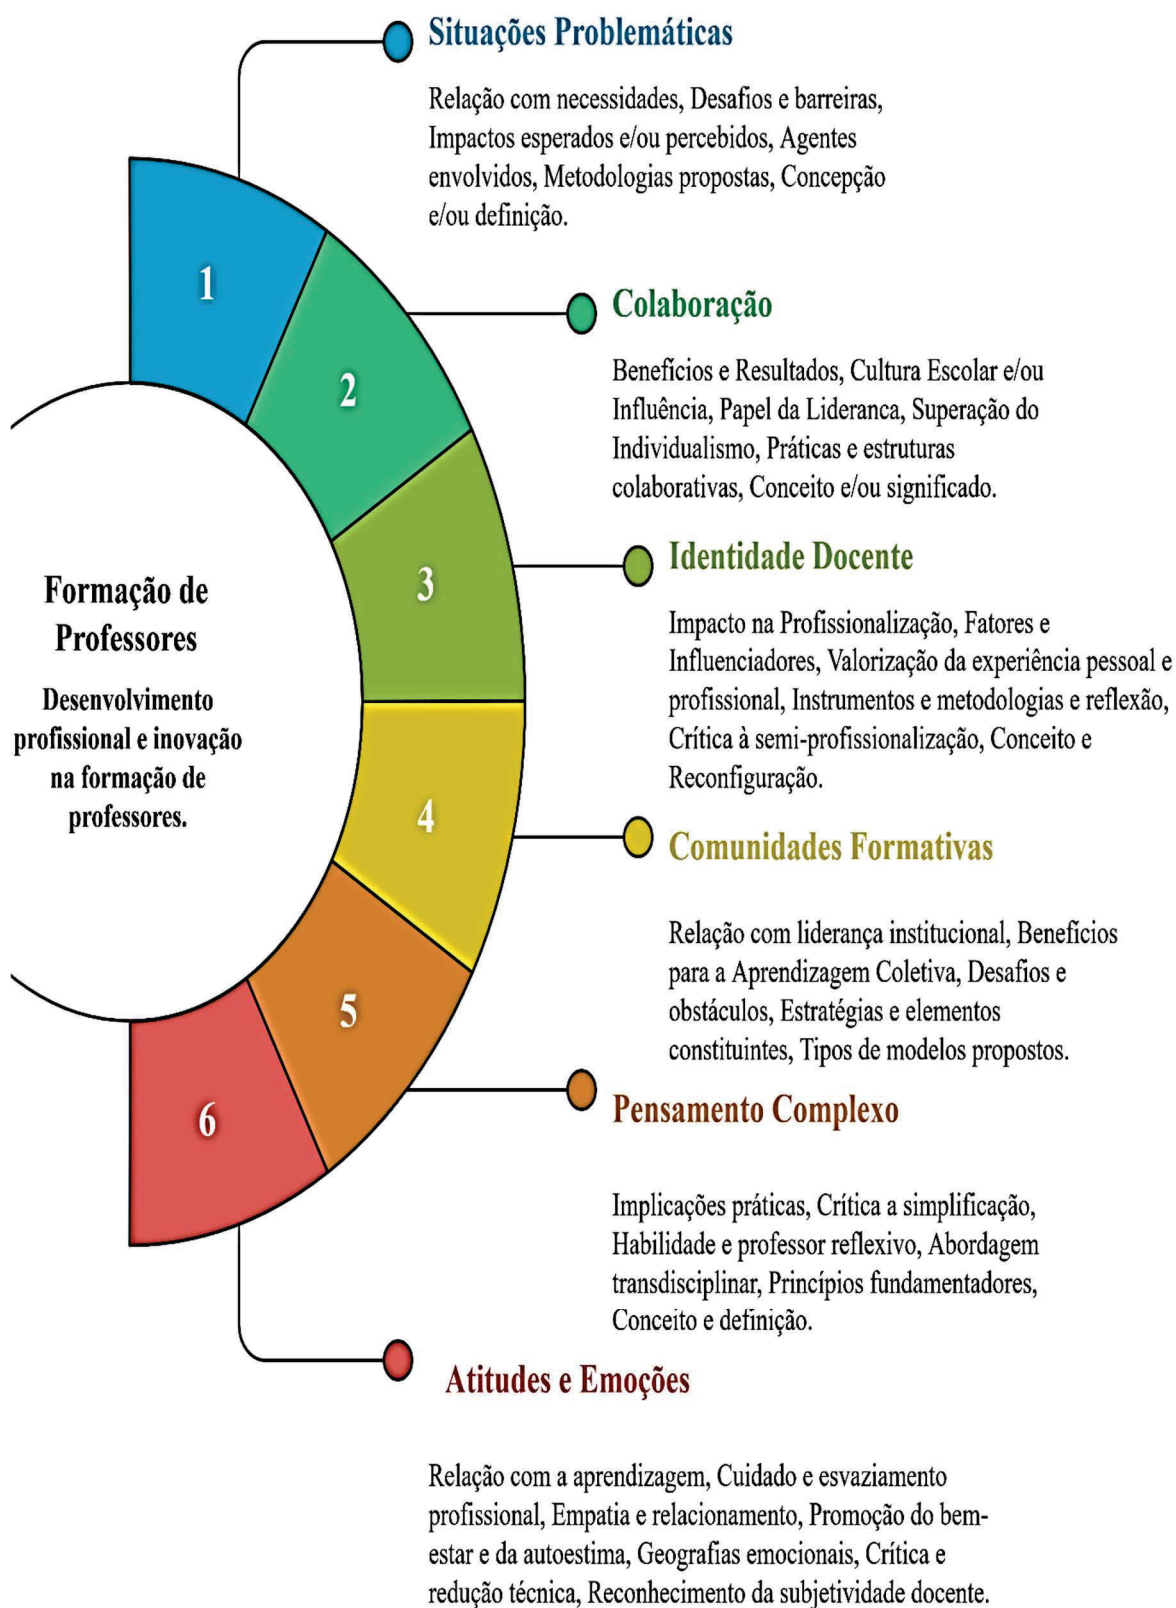 Situações Problemáticas
Relação com necessidades, Desafios e barreiras,
Impactos esperados e/ou percebidos, Agentes
envolvidos, Metodologias propostas, Concepção
e/ou definição.
1
Colaboração
2
Benefícios e Resultados, Cultura Escolar e/ou
Influência, Papel da Lideranca, Superação do
Individualismo, Práticas e estruturas
colaborativas, Conceito e/ou significado.
Identidade Docente
3
Formação de
Professores
Desenvolvimento
profissional e inovação
na formação de
professores.
Impacto na Profissionalização, Fatores e
Influenciadores, Valorização da experiência pessoal e
profissional, Instrumentos e metodologias e reflexão,
Crítica à semi-profissionalização, Conceito e
Reconfiguração.
4
Comunidades Formativas
Relação com liderança institucional, Benefícios
para a Aprendizagem Coletiva, Desafios e
obstáculos, Estratégias e elementos
constituintes, Tipos de modelos propostos.
5
Pensamento Complexo
6
Implicações práticas, Crítica a simplificação,
Habilidade e professor reflexivo, Abordagem
transdisciplinar, Princípios fundamentadores,
Conceito e definição.
Atitudes e Emoções
Relação com a aprendizagem, Cuidado e esvaziamento
profissional, Empatia e relacionamento, Promoção do bem-
estar e da autoestima, Geografias emocionais, Crítica e
redução técnica, Reconhecimento da subjetividade docente.